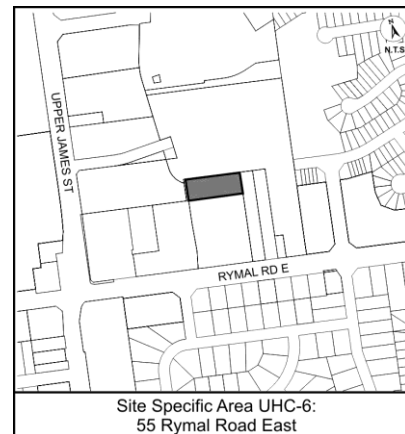 N
N.T.S
UPPER JAMES ST
RYMAL RD E
Site Specific Area UHC-6:
55 Rymal Road East